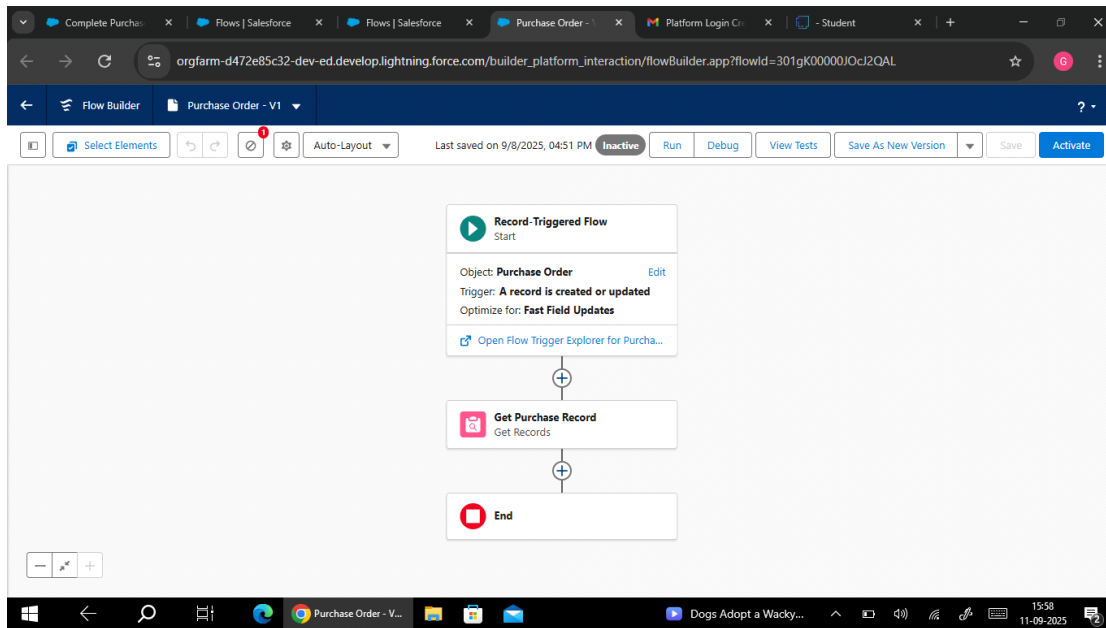 Complete Purchas
Flows | Salesforce
Flows | Salesforce
Purchase Order -
Platform Login Cre
- Student
orgfarm-d472e85c32-dev-ed.develop.lightning.force.com/builder_platform_interaction/flowBuilder.app?flowId=301gK00000JOcJ2QAL
G
Flow Builder
Purchase Order - V1
?
Select Elements
1
Auto-Layout
Last saved on 9/8/2025, 04:51 PM
Inactive
Run
Debug
View Tests
Save As New Version
Save
Activate
Record-Triggered Flow
Start
Object: Purchase Order
Edit
Trigger: A record is created or updated
Optimize for: Fast Field Updates
Open Flow Trigger Explorer for Purcha...
Get Purchase Record
Get Records
End
Purchase Order - V...
Dogs Adopt a Wacky...
15:58
11-09-2025
2